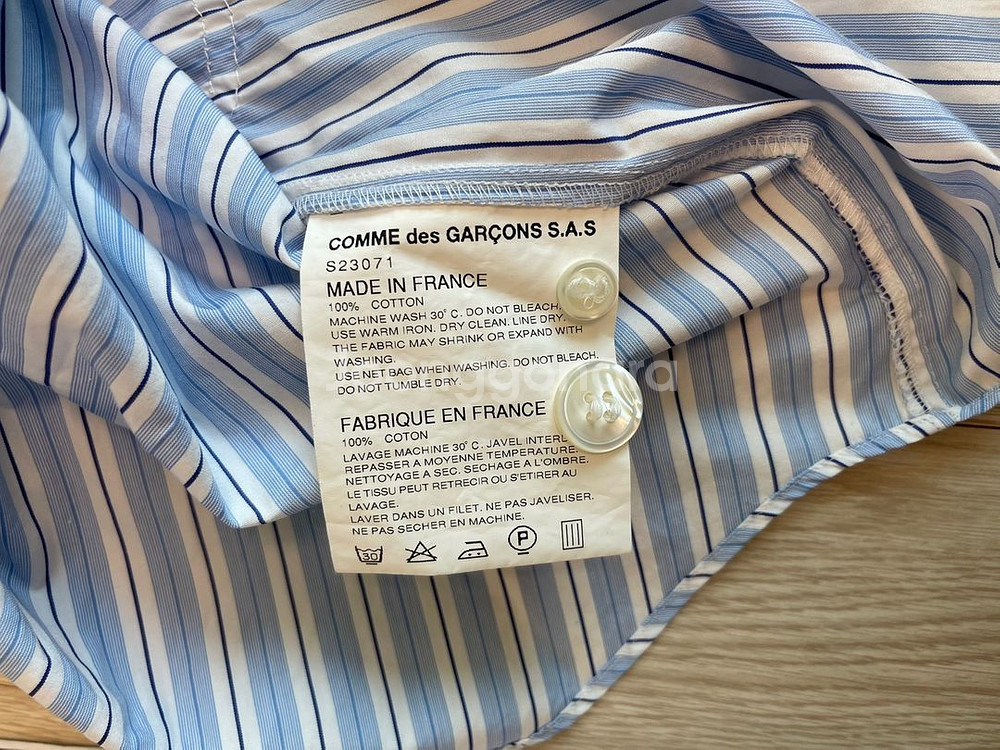 COMME des GARÇONS S.A.S
S23071
MADE IN FRANCE
100% COTTON
MACHINE WASH 30°C. DO NOT BLEACH.
USE WARM IRON. DRY CLEAN. LINE DRY.
THE FABRIC MAY SHRINK OR EXPAND WITH
WASHING.
USE NET BAG WHEN WASHING. DO NOT BLEACH.
DO NOT TUMBLE DRY.
FABRIQUE EN FRANCE
100% COTON
LAVAGE MACHINE 30°C. JAVEL
REPASSER A MOYENNE TEMPERATURE.
NETTOYAGE A SEC. SECHAGE A L'OMBRE.
LE TISSU PEUT RETRECIR OU S'ETIRER AU
LAVAGE.
LAVER DANS UN FILET. NE PAS JAVELISER.
NE PAS SECHER EN MACHINE.
30 P